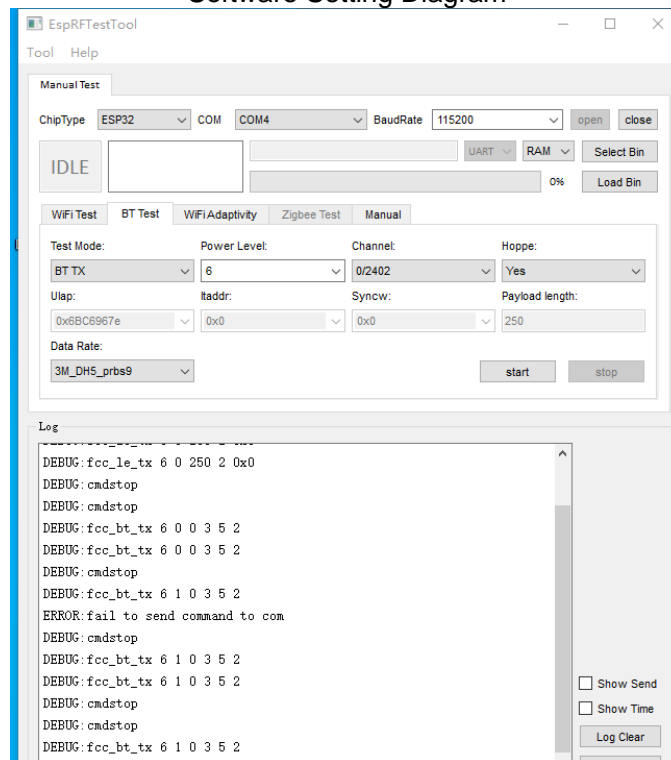 Software Setting Diagram
EspRFTestTool
Tool Help
Manual Test
ChipType ESP32 COM COM4 BaudRate 115200 open close
IDLE UART RAM Select Bin
0% Load Bin
WiFi Test BT Test WiFi Adaptivity Zigbee Test Manual
Test Mode: Power Level: Channel: Hoppe:
BT TX 6 0/2402 Yes
Ulap: ltaddr: Syncw: Payload length:
0x6BC6967e 0x0 0x0 250
Data Rate:
3M_DH5_prbs9 start stop
Log
DEBUG:fcc_le_tx 6 0 250 2 0x0
DEBUG:cmdstop
DEBUG:cmdstop
DEBUG:fcc_bt_tx 6 0 0 3 5 2
DEBUG:fcc_bt_tx 6 0 0 3 5 2
DEBUG:cmdstop
DEBUG:fcc_bt_tx 6 1 0 3 5 2
ERROR:fail to send command to com
DEBUG:cmdstop
DEBUG:fcc_bt_tx 6 1 0 3 5 2
DEBUG:fcc_bt_tx 6 1 0 3 5 2
DEBUG:cmdstop
DEBUG:cmdstop
DEBUG:fcc_bt_tx 6 1 0 3 5 2
Show Send
Show Time
Log Clear